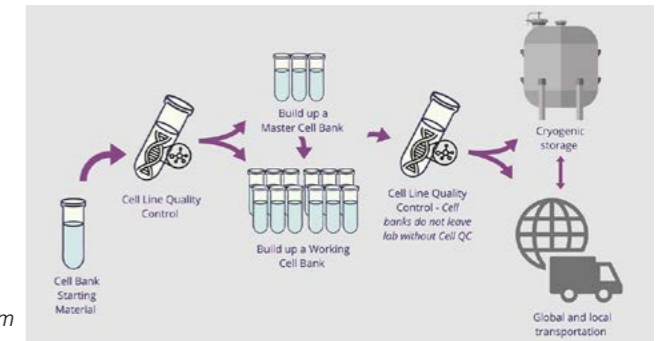 Cell Bank
Starting
Material
Cell Line Quality
Control
Build up a
Master Cell Bank
Build up a Working
Cell Bank
Cell Line Quality
Control - Cell
banks do not leave
lab without Cell QC
Cryogenic
storage
Global and local
transportation
m